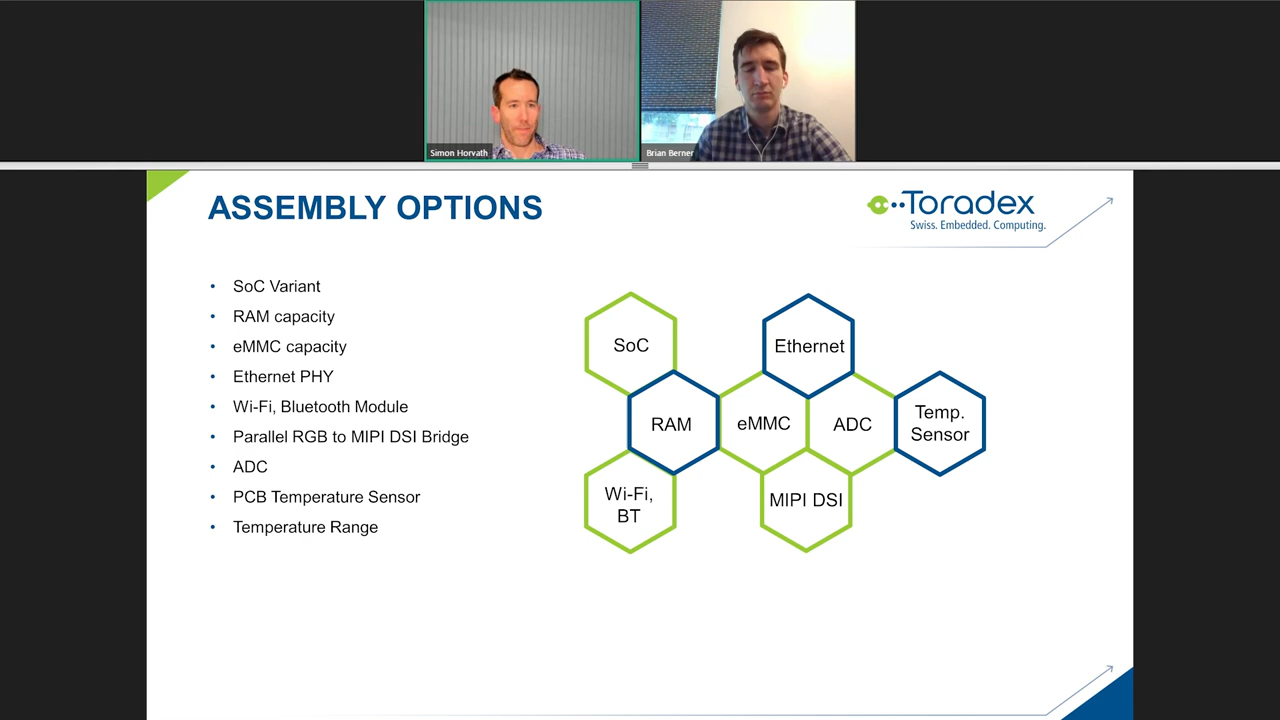 Simon Horvath
Brian Berner
ASSEMBLY OPTIONS
Toradex
Swiss. Embedded. Computing.
• SoC Variant
• RAM capacity
• eMMC capacity
• Ethernet PHY
• Wi-Fi, Bluetooth Module
• Parallel RGB to MIPI DSI Bridge
• ADC
• PCB Temperature Sensor
• Temperature Range
SoC
Ethernet
RAM
eMMC
ADC
Temp.
Sensor
Wi-Fi,
BT
MIPI DSI